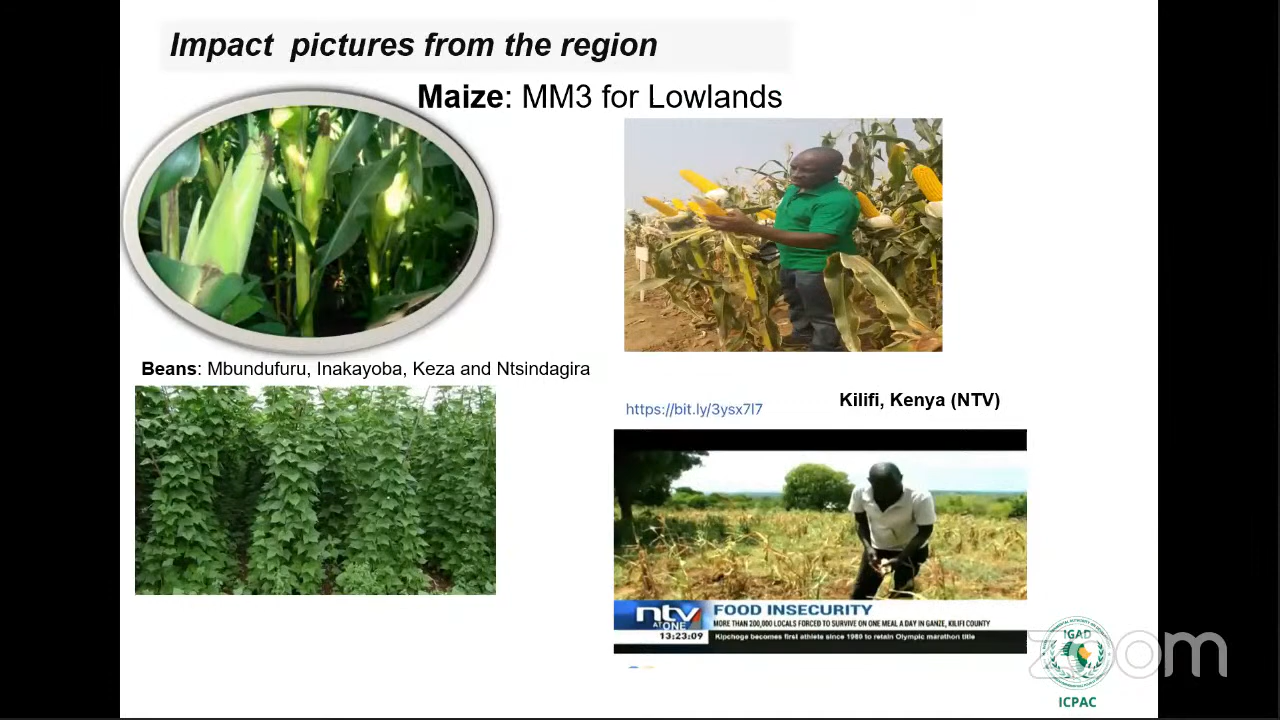 Impact pictures from the region
Maize: MM3 for Lowlands
Beans: Mbundufuru, Inakayoba, Keza and Ntsindagira
https://bit.ly/3ysx7l7
Kilifi, Kenya (NTV)
ntv
AT ONE
13:23:09
FOOD INSECURITY
MORE THAN 200,000 LOCALS FORCED TO SURVIVE ON ONE MEAL A DAY IN GANZE, KILIFI COUNTY
Kipchoge becomes first athlete since 1980 to retain Olympic marathon title
IGAD
zoom
ICPAC